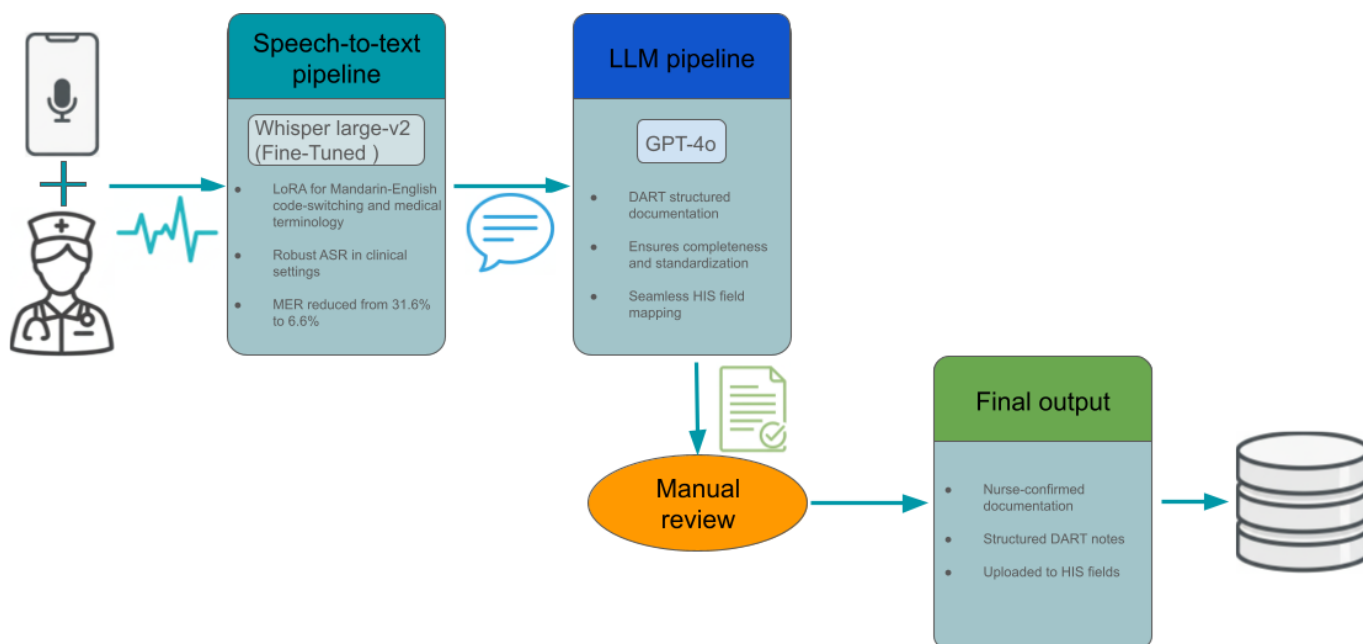 Speech-to-text
pipeline
Whisper large-v2
(Fine-Tuned )
● LoRA for Mandarin-English
code-switching and medical
terminology
● Robust ASR in clinical
settings
● MER reduced from 31.6%
to 6.6%
LLM pipeline
GPT-4o
● DART structured
documentation
● Ensures completeness
and standardization
● Seamless HIS field
mapping
Manual
review
Final output
● Nurse-confirmed
documentation
● Structured DART notes
● Uploaded to HIS fields